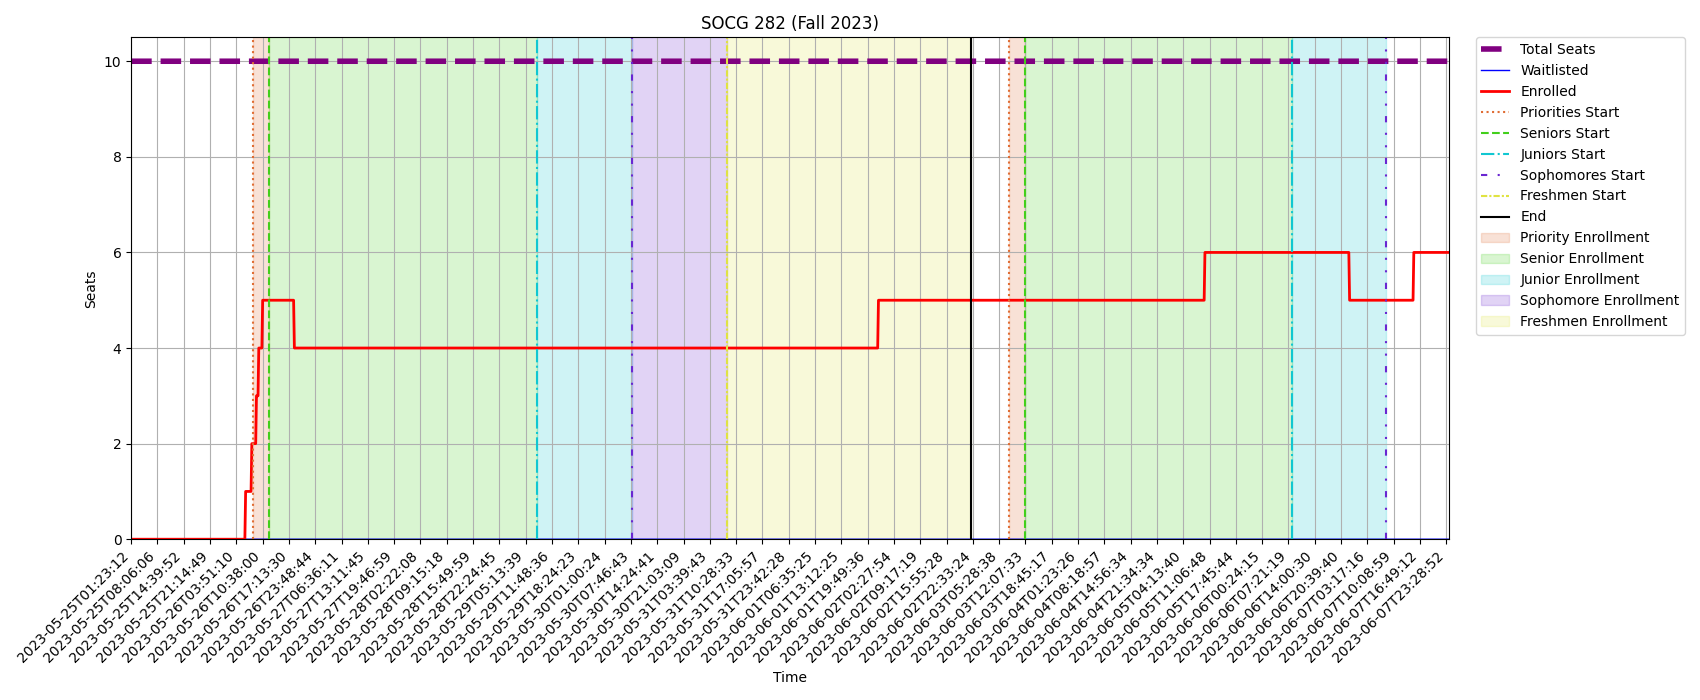 SOCG 282 (Fall 2023)
10
8
6
4
2
0
Seats
2023-05-25T01:23:12
2023-05-25T08:06:06
2023-05-25T14:39:52
2023-05-25T21:14:49
2023-05-26T03:51:10
2023-05-26T10:38:00
2023-05-26T17:13:30
2023-05-26T23:48:44
2023-05-27T06:36:11
2023-05-27T13:11:45
2023-05-27T19:46:59
2023-05-28T02:22:08
2023-05-28T09:15:18
2023-05-28T15:49:59
2023-05-28T22:24:45
2023-05-29T05:13:39
2023-05-29T11:48:36
2023-05-29T18:24:23
2023-05-30T01:00:24
2023-05-30T07:46:43
2023-05-30T14:24:41
2023-05-30T21:03:09
2023-05-31T03:39:43
2023-05-31T10:28:33
2023-05-31T17:05:57
2023-05-31T23:42:28
2023-06-01T06:35:25
2023-06-01T13:12:25
2023-06-01T19:49:36
2023-06-02T02:27:54
2023-06-02T09:17:19
2023-06-02T15:55:28
2023-06-02T22:33:24
2023-06-03T05:28:38
2023-06-03T12:07:33
2023-06-03T18:45:17
2023-06-04T01:23:26
2023-06-04T08:18:57
2023-06-04T14:56:34
2023-06-04T21:34:34
2023-06-05T04:13:40
2023-06-05T11:06:48
2023-06-05T17:45:44
2023-06-06T00:24:15
2023-06-06T07:21:19
2023-06-06T14:00:30
2023-06-06T20:39:40
2023-06-07T03:17:16
2023-06-07T10:08:59
2023-06-07T16:49:12
2023-06-07T23:28:52
Time
Total Seats
Waitlisted
Enrolled
Priorities Start
Seniors Start
Juniors Start
Sophomores Start
Freshmen Start
End
Priority Enrollment
Senior Enrollment
Junior Enrollment
Sophomore Enrollment
Freshmen Enrollment